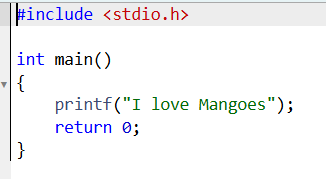 #include <stdio.h>
int main()
{
    printf("I love Mangoes");
    return 0;
}